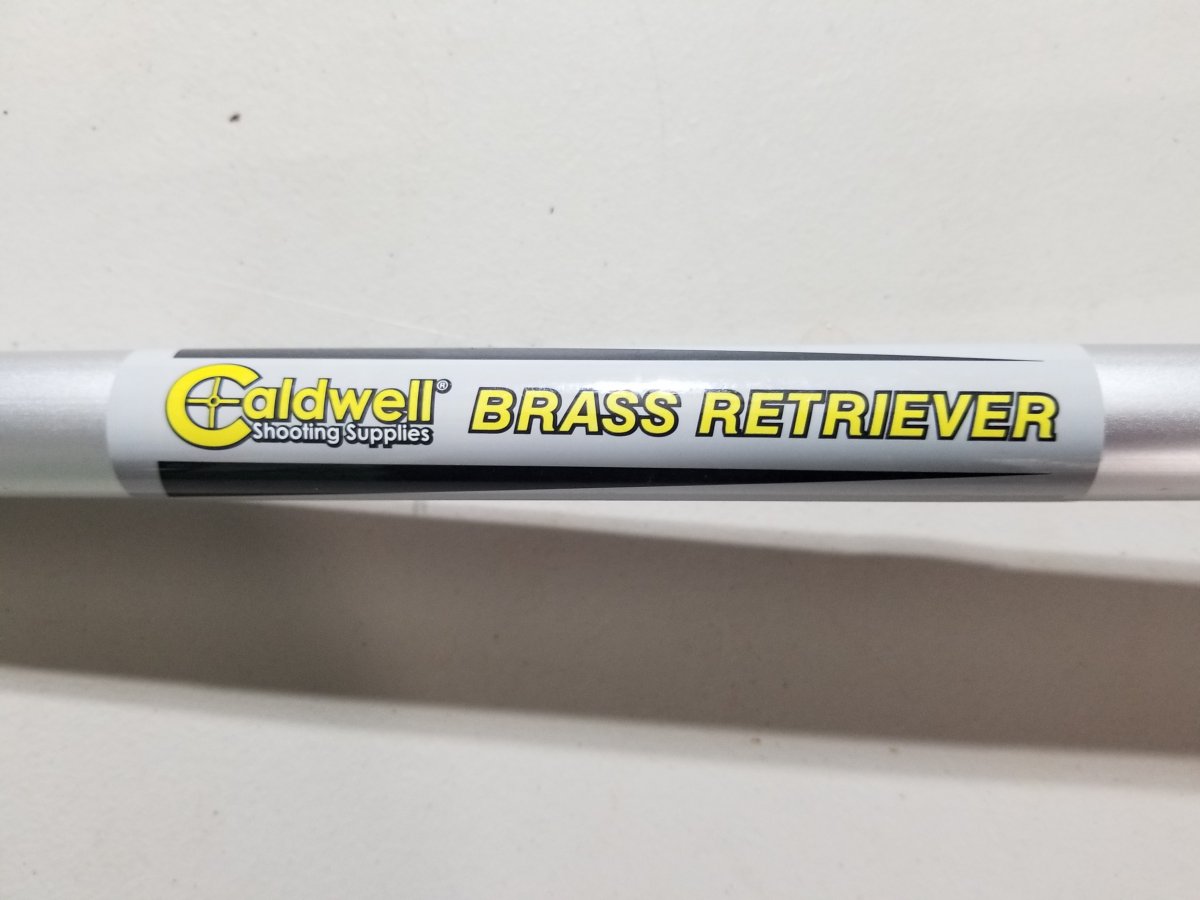 Caldwell® BRASS RETRIEVER
Shooting Supplies